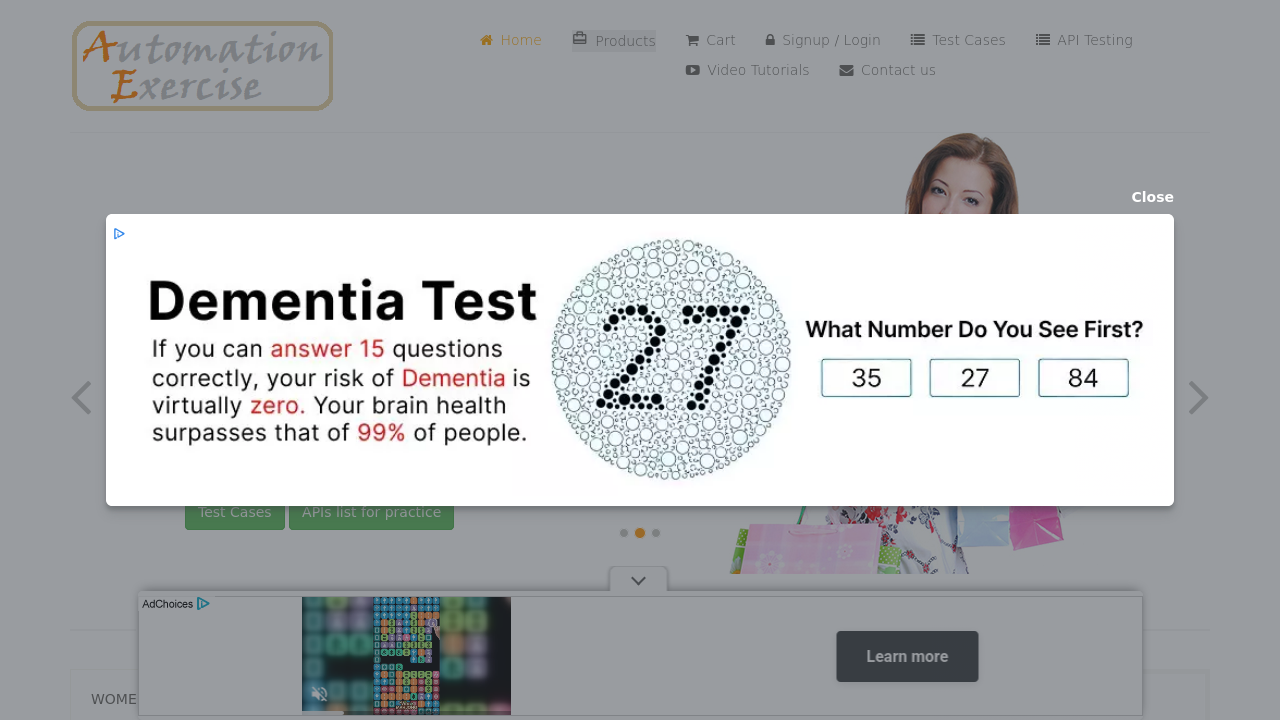 Automation
Exercise
Home
Products
Cart
Signup / Login
Test Cases
API Testing
Video Tutorials
Contact us
Close
Dementia Test
If you can answer 15 questions
correctly, your risk of Dementia is
virtually zero. Your brain health
surpasses that of 99% of people.
27
What Number Do You See First?
35 27 84
Test Cases
APIs list for practice
AdChoices
Learn more
WOME